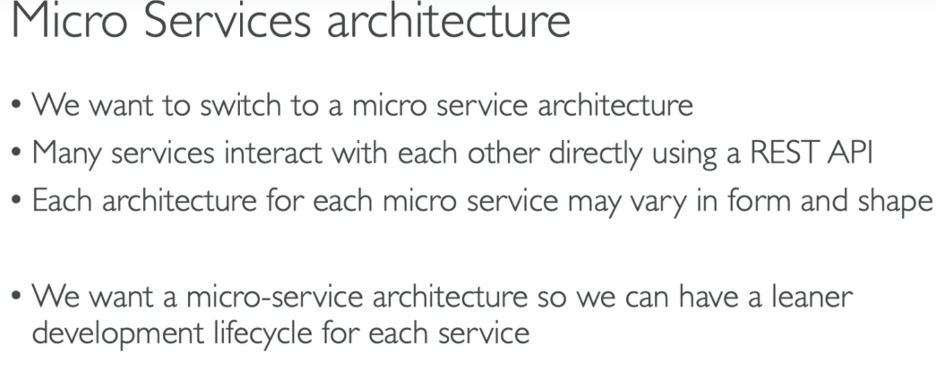 Micro Services architecture
• We want to switch to a micro service architecture
• Many services interact with each other directly using a REST API
• Each architecture for each micro service may vary in form and shape
• We want a micro-service architecture so we can have a leaner
development lifecycle for each service